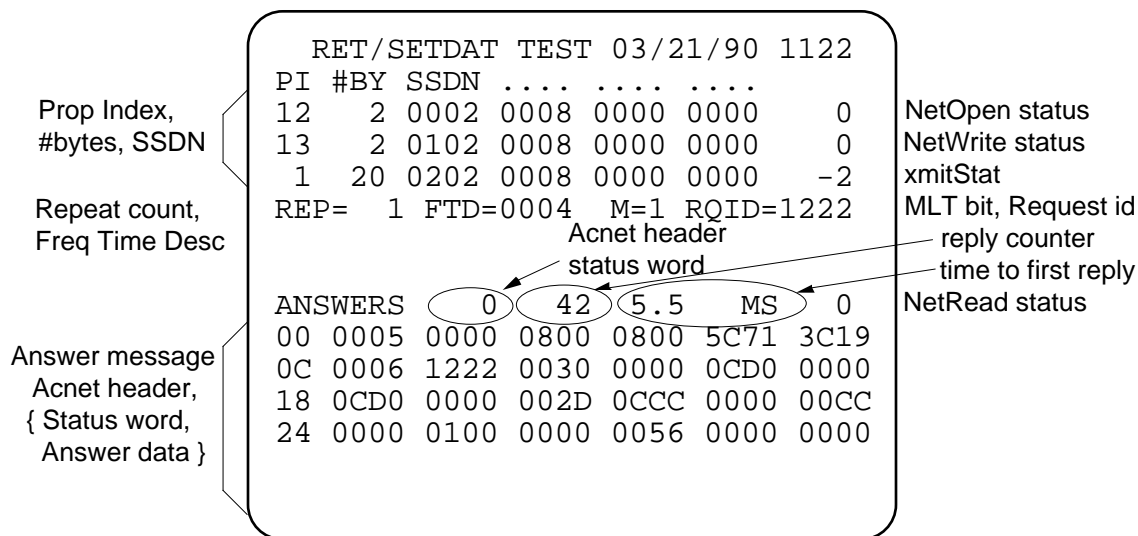 RET/SETDAT TEST 03/21/90 1122
PI #BY SSDN .... .... ....
Prop Index,
#bytes, SSDN
12 2 0002 0008 0000 0000 0 NetOpen status
13 2 0102 0008 0000 0000 0 NetWrite status
1 20 0202 0008 0000 0000 -2 xmitStat
Repeat count,
Freq Time Desc
REP= 1 FTD=0004 M=1 RQID=1222 MLT bit, Request id
Acnet header
status word
reply counter
time to first reply
ANSWERS 0 42 5.5 MS 0 NetRead status
Answer message
Acnet header,
{ Status word,
Answer data }
00 0005 0000 0800 0800 5C71 3C19
0C 0006 1222 0030 0000 0CD0 0000
18 0CD0 0000 002D 0CCC 0000 00CC
24 0000 0100 0000 0056 0000 0000